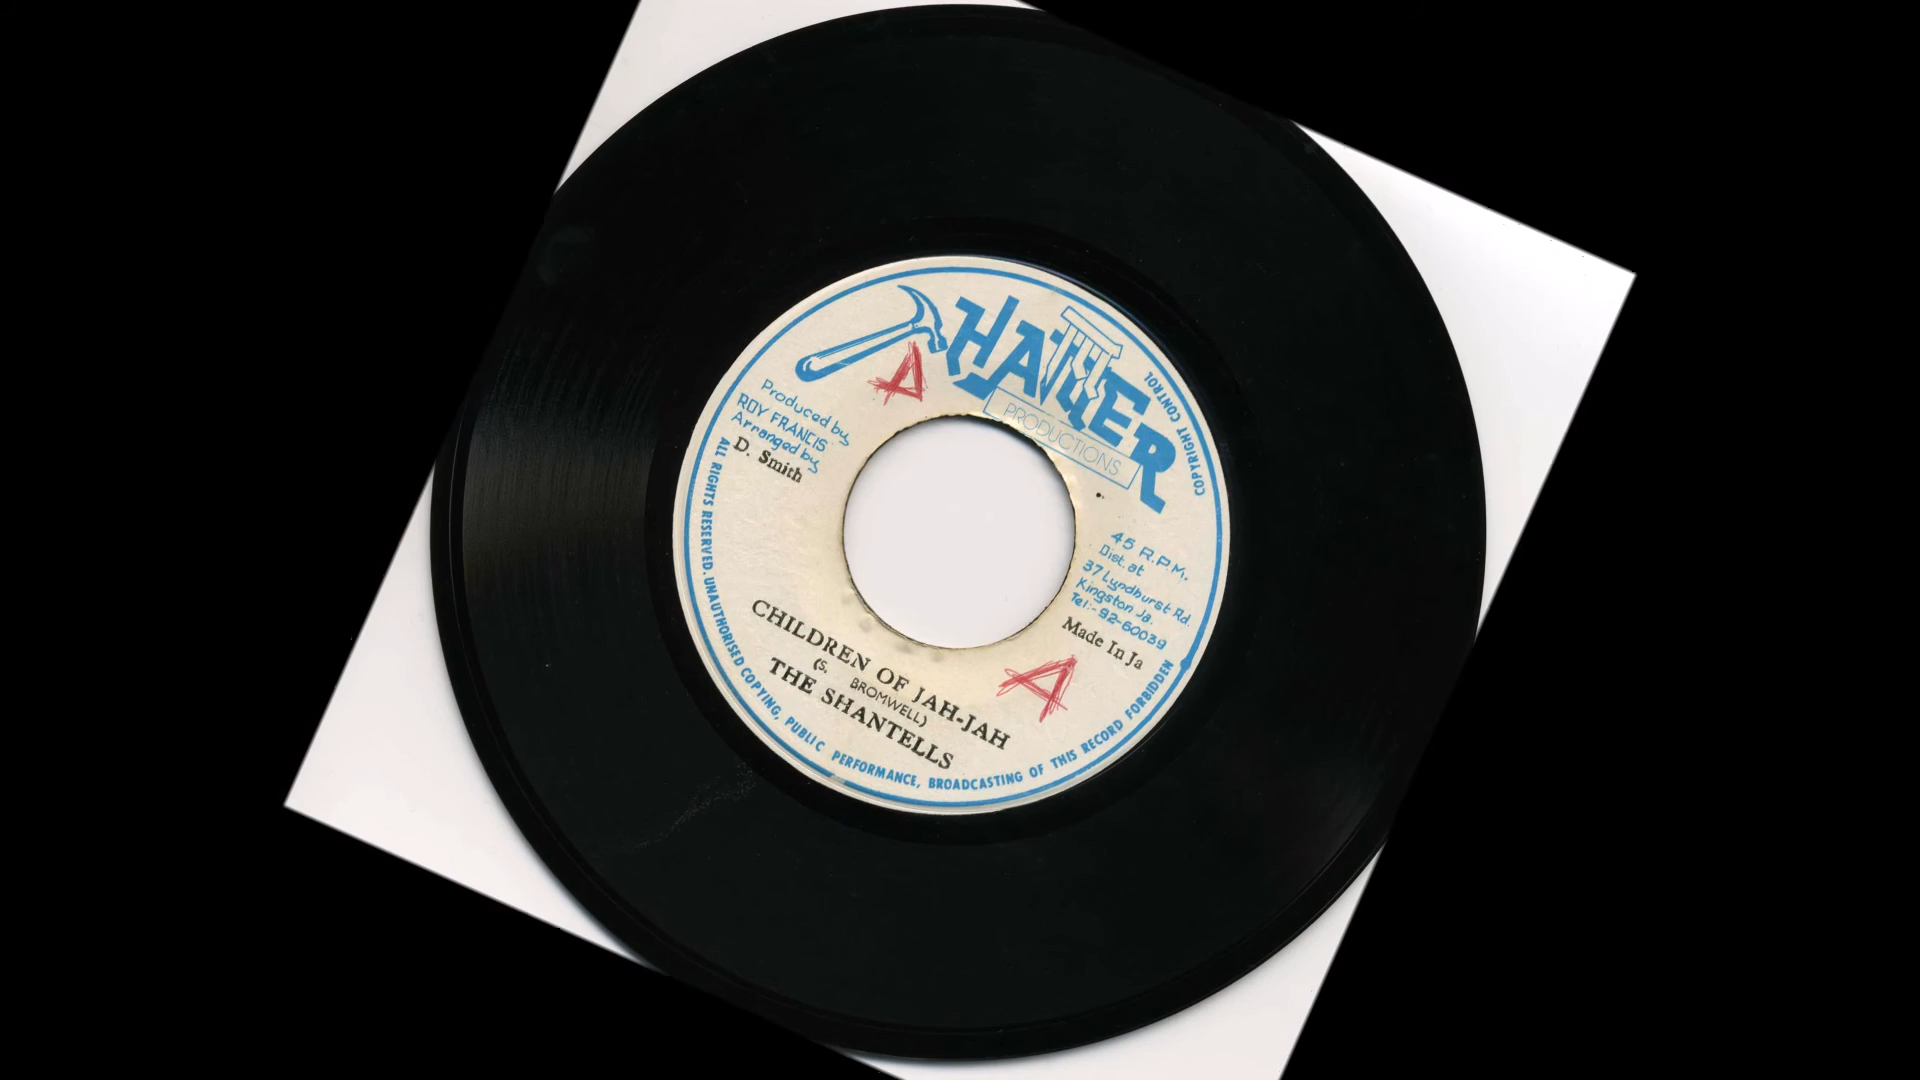 HATTER
PRODUCTIONS
COPYRIGHT CONTROL
A
Produced by
ROY FRANCIS
Arranged by
D. Smith
45 R.P.M.
Dist. at
37 Lyndhurst Rd.
Kingston Ja.
Tel:- 92-60039
Made In Ja
A
CHILDREN OF JAH-JAH
(S. BROMWELL)
THE SHANTELLS
ALL RIGHTS RESERVED. UNAUTHORISED COPYING, PUBLIC PERFORMANCE, BROADCASTING OF THIS RECORD FORBIDDEN